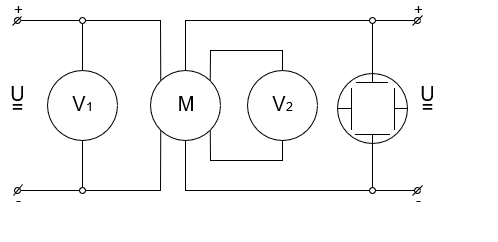 + +
U V1 M V2 U
= =
- -